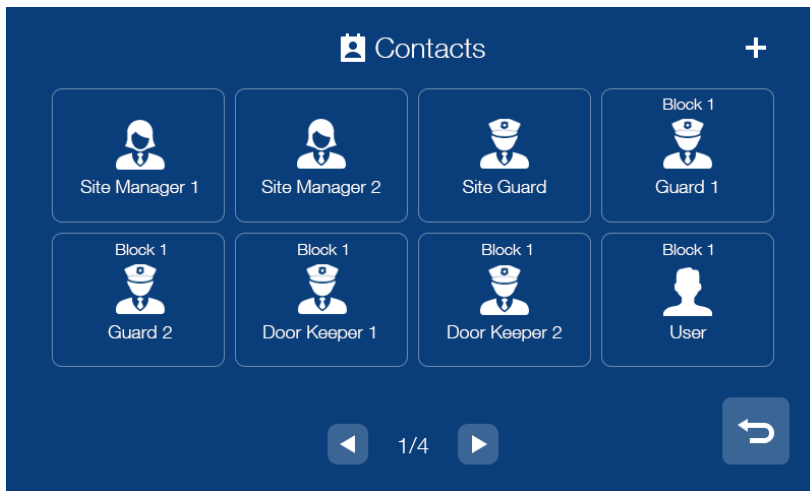 Contacts
+
Site Manager 1
Site Manager 2
Site Guard
Block 1
Guard 1
Block 1
Guard 2
Block 1
Door Keeper 1
Block 1
Door Keeper 2
Block 1
User
1/4